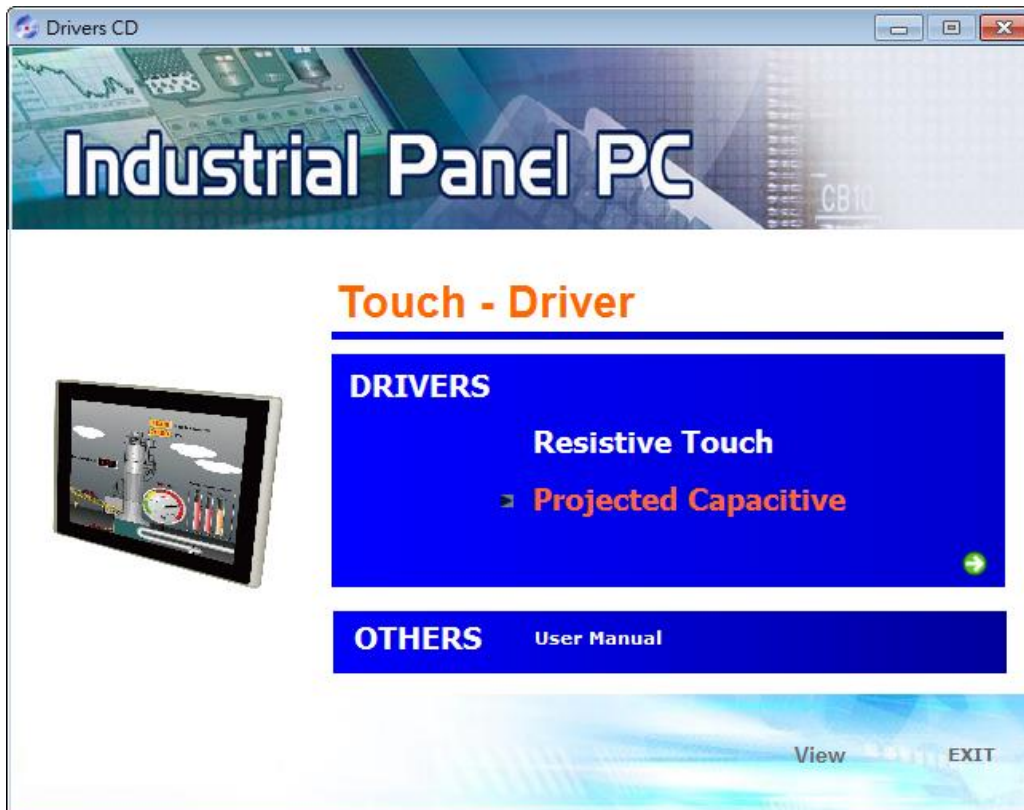 Drivers CD
Industrial Panel PC
CB10
Touch - Driver
DRIVERS
Resistive Touch
Projected Capacitive
OTHERS User Manual
View EXIT